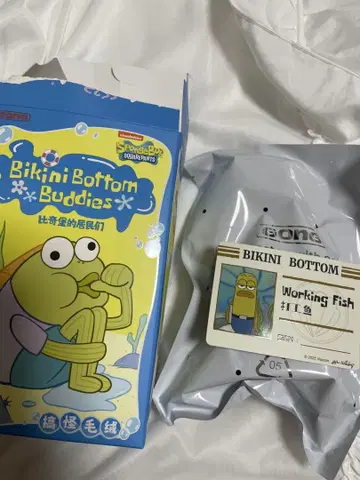 nickelodeon
SpongeBob
SQUAREPANTS
Bikini Bottom
Buddies
比奇堡的居民们
搞怪毛绒
BIKINI BOTTOM
Working Fish
打工鱼
05